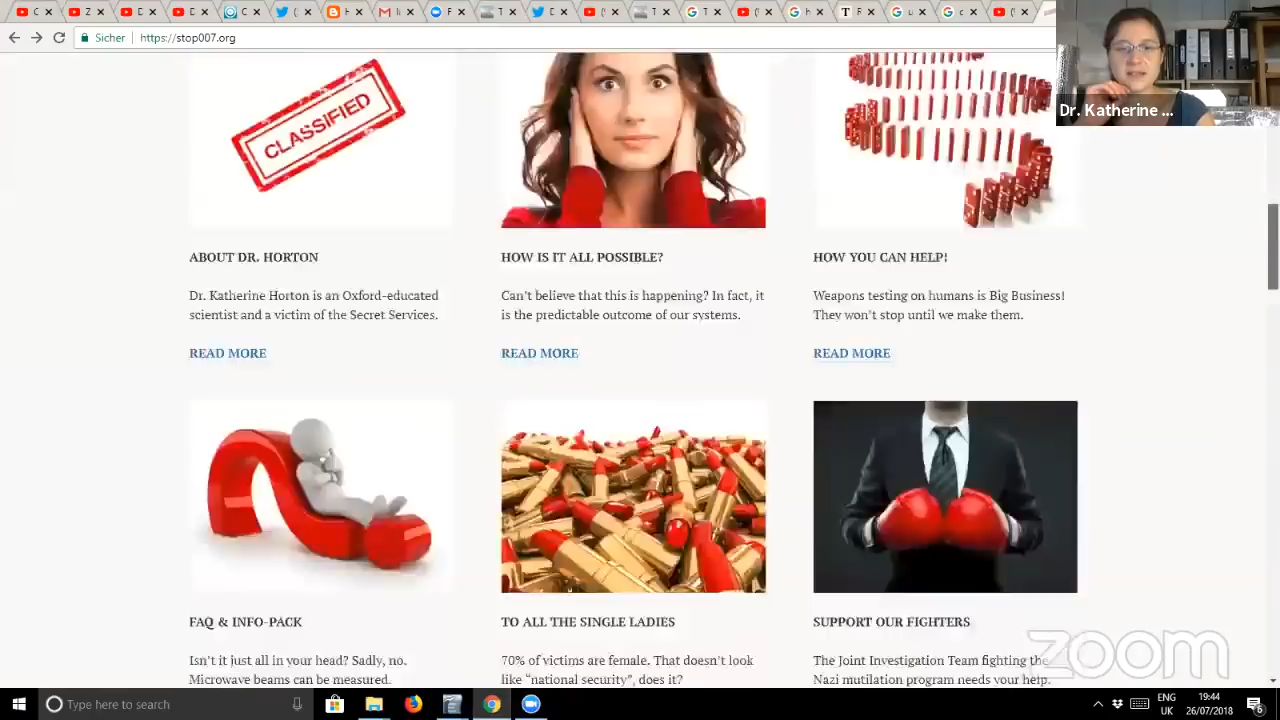 Sicher
https://stop007.org
Dr. Katherine ...
CLASSIFIED
ABOUT DR. HORTON
Dr. Katherine Horton is an Oxford-educated
scientist and a victim of the Secret Services.
READ MORE
HOW IS IT ALL POSSIBLE?
Can't believe that this is happening? In fact, it
is the predictable outcome of our systems.
READ MORE
HOW YOU CAN HELP!
Weapons testing on humans is Big Business!
They won't stop until we make them.
READ MORE
FAQ & INFO-PACK
Isn't it just all in your head? Sadly, no.
Microwave beams can be measured.
TO ALL THE SINGLE LADIES
70% of victims are female. That doesn't look
like "national security", does it?
SUPPORT OUR FIGHTERS
The Joint Investigation Team fighting the
Nazi mutilation program needs your help.
zoom
Type here to search
ENG
UK
19:44
26/07/2018
6